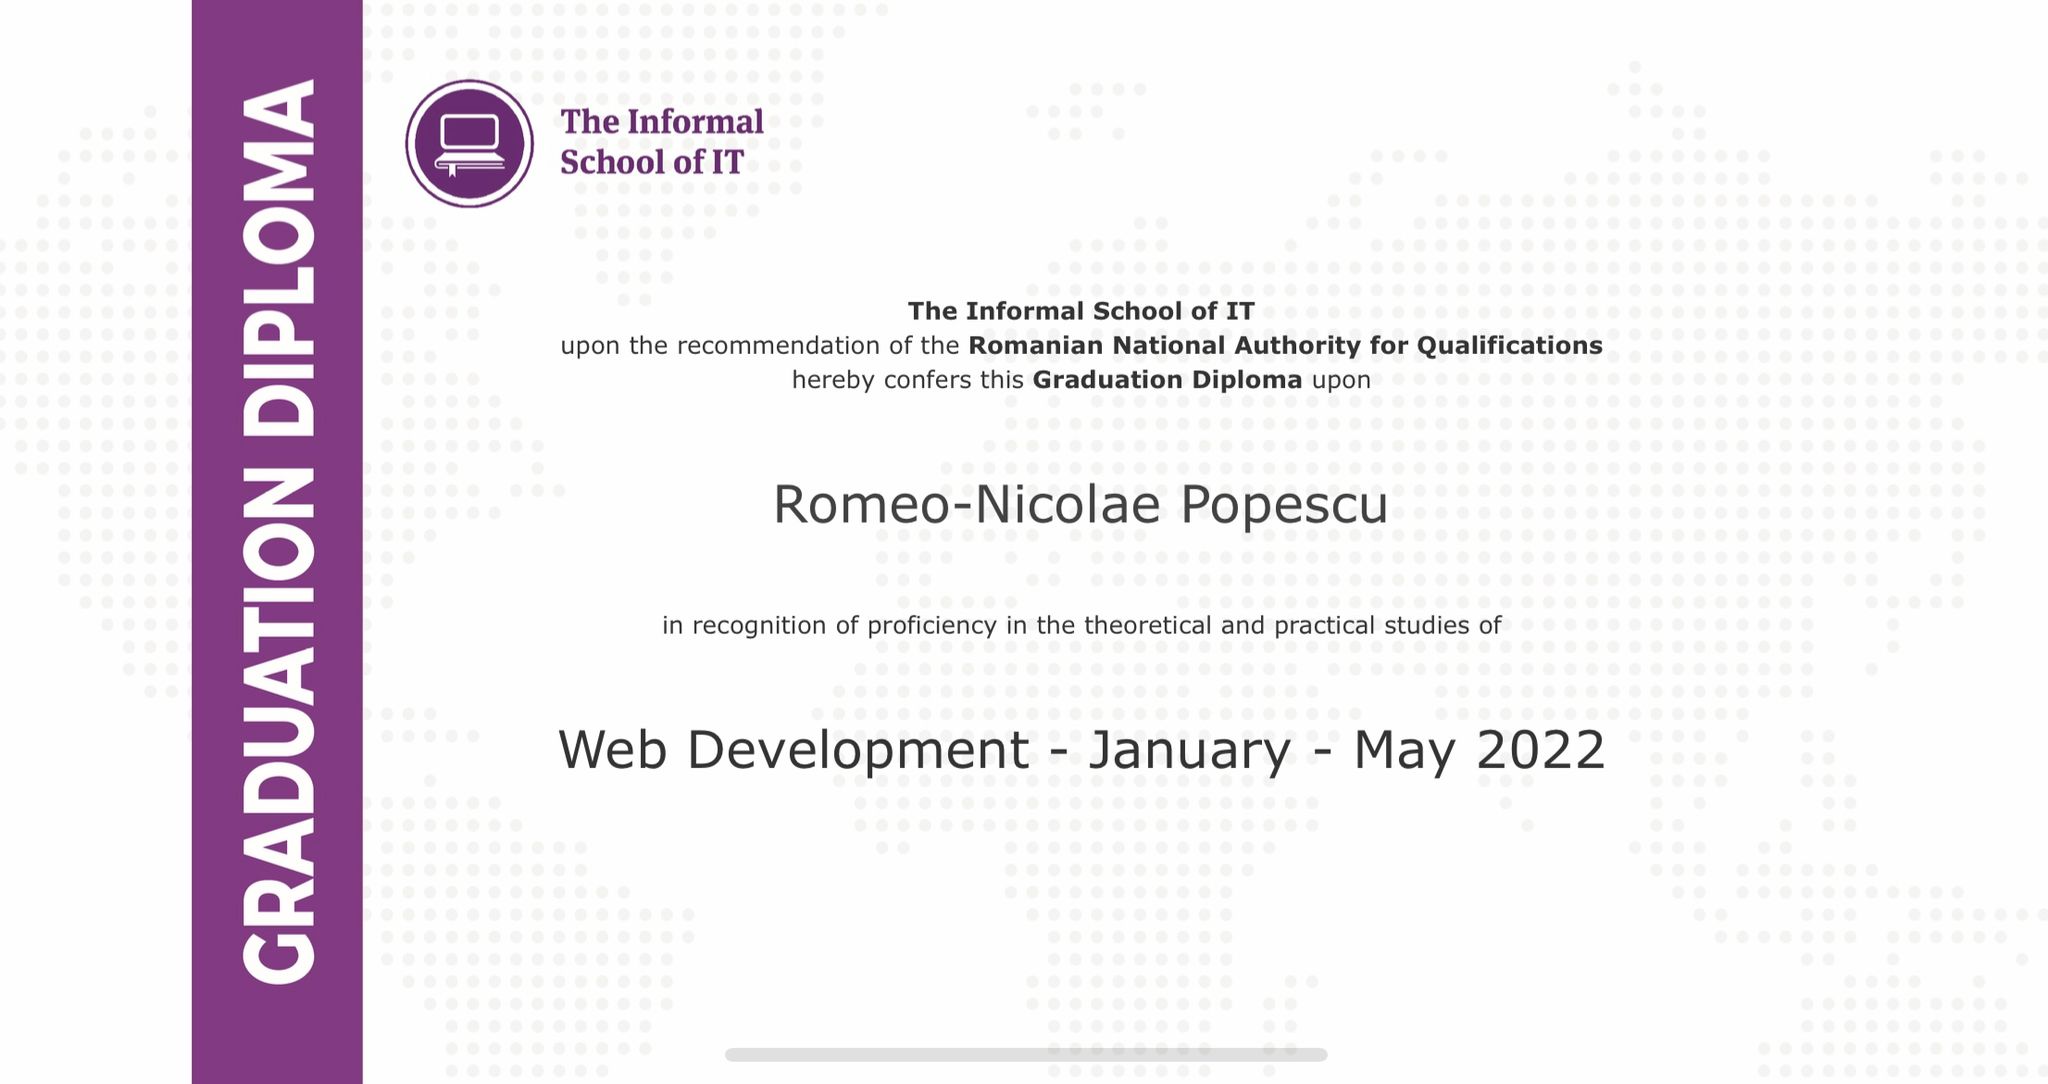 GRADUATION DIPLOMA
The Informal
School of IT
The Informal School of IT
upon the recommendation of the Romanian National Authority for Qualifications
hereby confers this Graduation Diploma upon
Romeo-Nicolae Popescu
in recognition of proficiency in the theoretical and practical studies of
Web Development - January - May 2022